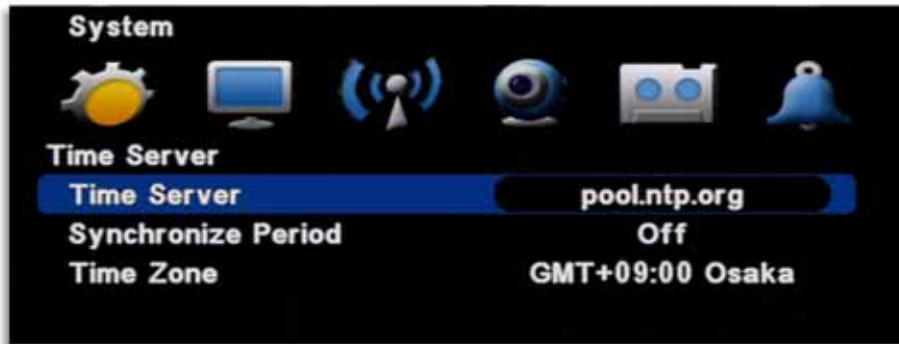 System
Time Server
Time Server pool.ntp.org
Synchronize Period Off
Time Zone GMT+09:00 Osaka